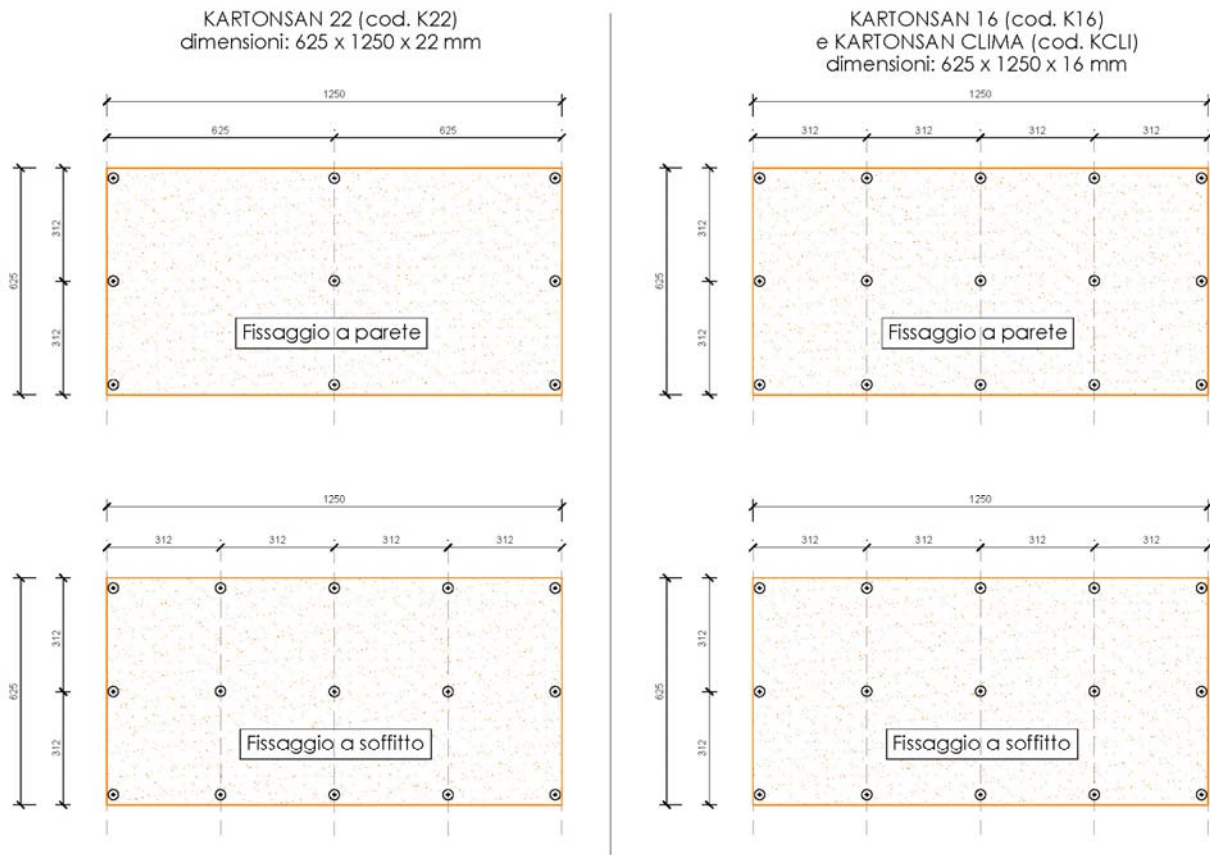 KARTONSAN 22 (cod. K22)
dimensioni: 625 x 1250 x 22 mm
1250
625 625
625
312
312
Fissaggio a parete
1250
312 312 312 312
625
312
312
Fissaggio a soffitto
KARTONSAN 16 (cod. K16)
e KARTONSAN CLIMA (cod. KCLI)
dimensioni: 625 x 1250 x 16 mm
1250
312 312 312 312
625
312
312
Fissaggio a parete
1250
312 312 312 312
625
312
312
Fissaggio a soffitto